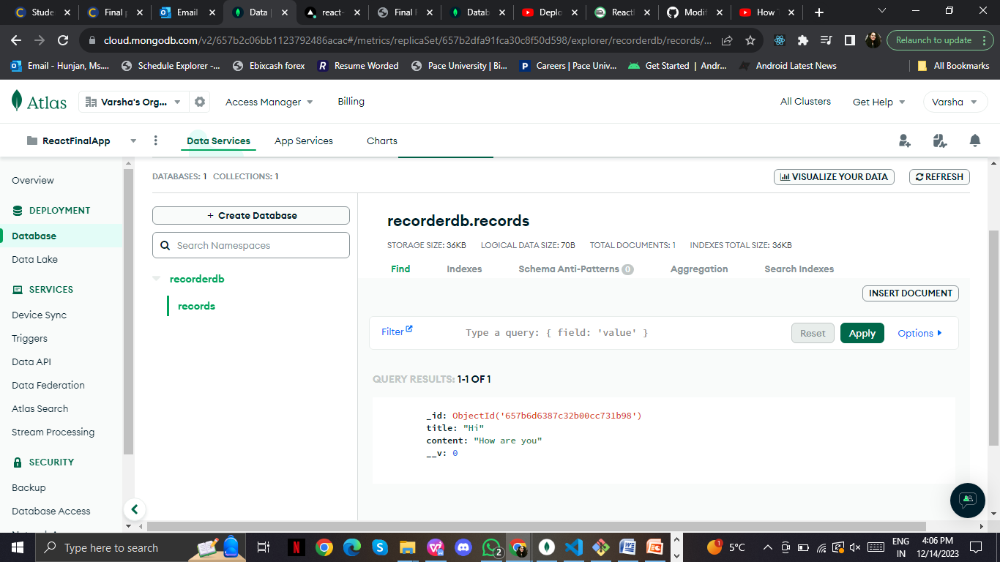 Stude
Final p
Email
Data |
react-
Final F
Datab
Deplo
ReactF
Modif
How T
cloud.mongodb.com/v2/657b2c06bb1123792486acac#/metrics/replicaSet/657b2dfa91fca30c8f50d598/explorer/recorderdb/records/...
Relaunch to update
Email - Hunjan, Ms....
Schedule Explorer -...
Ebixcash forex
Resume Worded
Pace University | Bi...
Careers | Pace Univ...
Get Started | Andr...
Android Latest News
All Bookmarks
Atlas
Varsha's Org...
Access Manager
Billing
All Clusters
Get Help
Varsha
ReactFinalApp
Data Services
App Services
Charts
Overview
DEPLOYMENT
Database
Data Lake
SERVICES
Device Sync
Triggers
Data API
Data Federation
Atlas Search
Stream Processing
SECURITY
Backup
Database Access
DATABASES: 1 COLLECTIONS: 1
VISUALIZE YOUR DATA
REFRESH
+ Create Database
Search Namespaces
recorderdb
records
recorderdb.records
STORAGE SIZE: 36KB LOGICAL DATA SIZE: 70B TOTAL DOCUMENTS: 1 INDEXES TOTAL SIZE: 36KB
Find
Indexes
Schema Anti-Patterns 0
Aggregation
Search Indexes
INSERT DOCUMENT
Filter
Type a query: { field: 'value' }
Reset
Apply
Options
QUERY RESULTS: 1-1 OF 1
_id: ObjectId('657b6d6387c32b00cc731b98')
title: "Hi"
content: "How are you"
__v: 0
Type here to search
2
1
5°C
ENG
IN
4:06 PM
12/14/2023